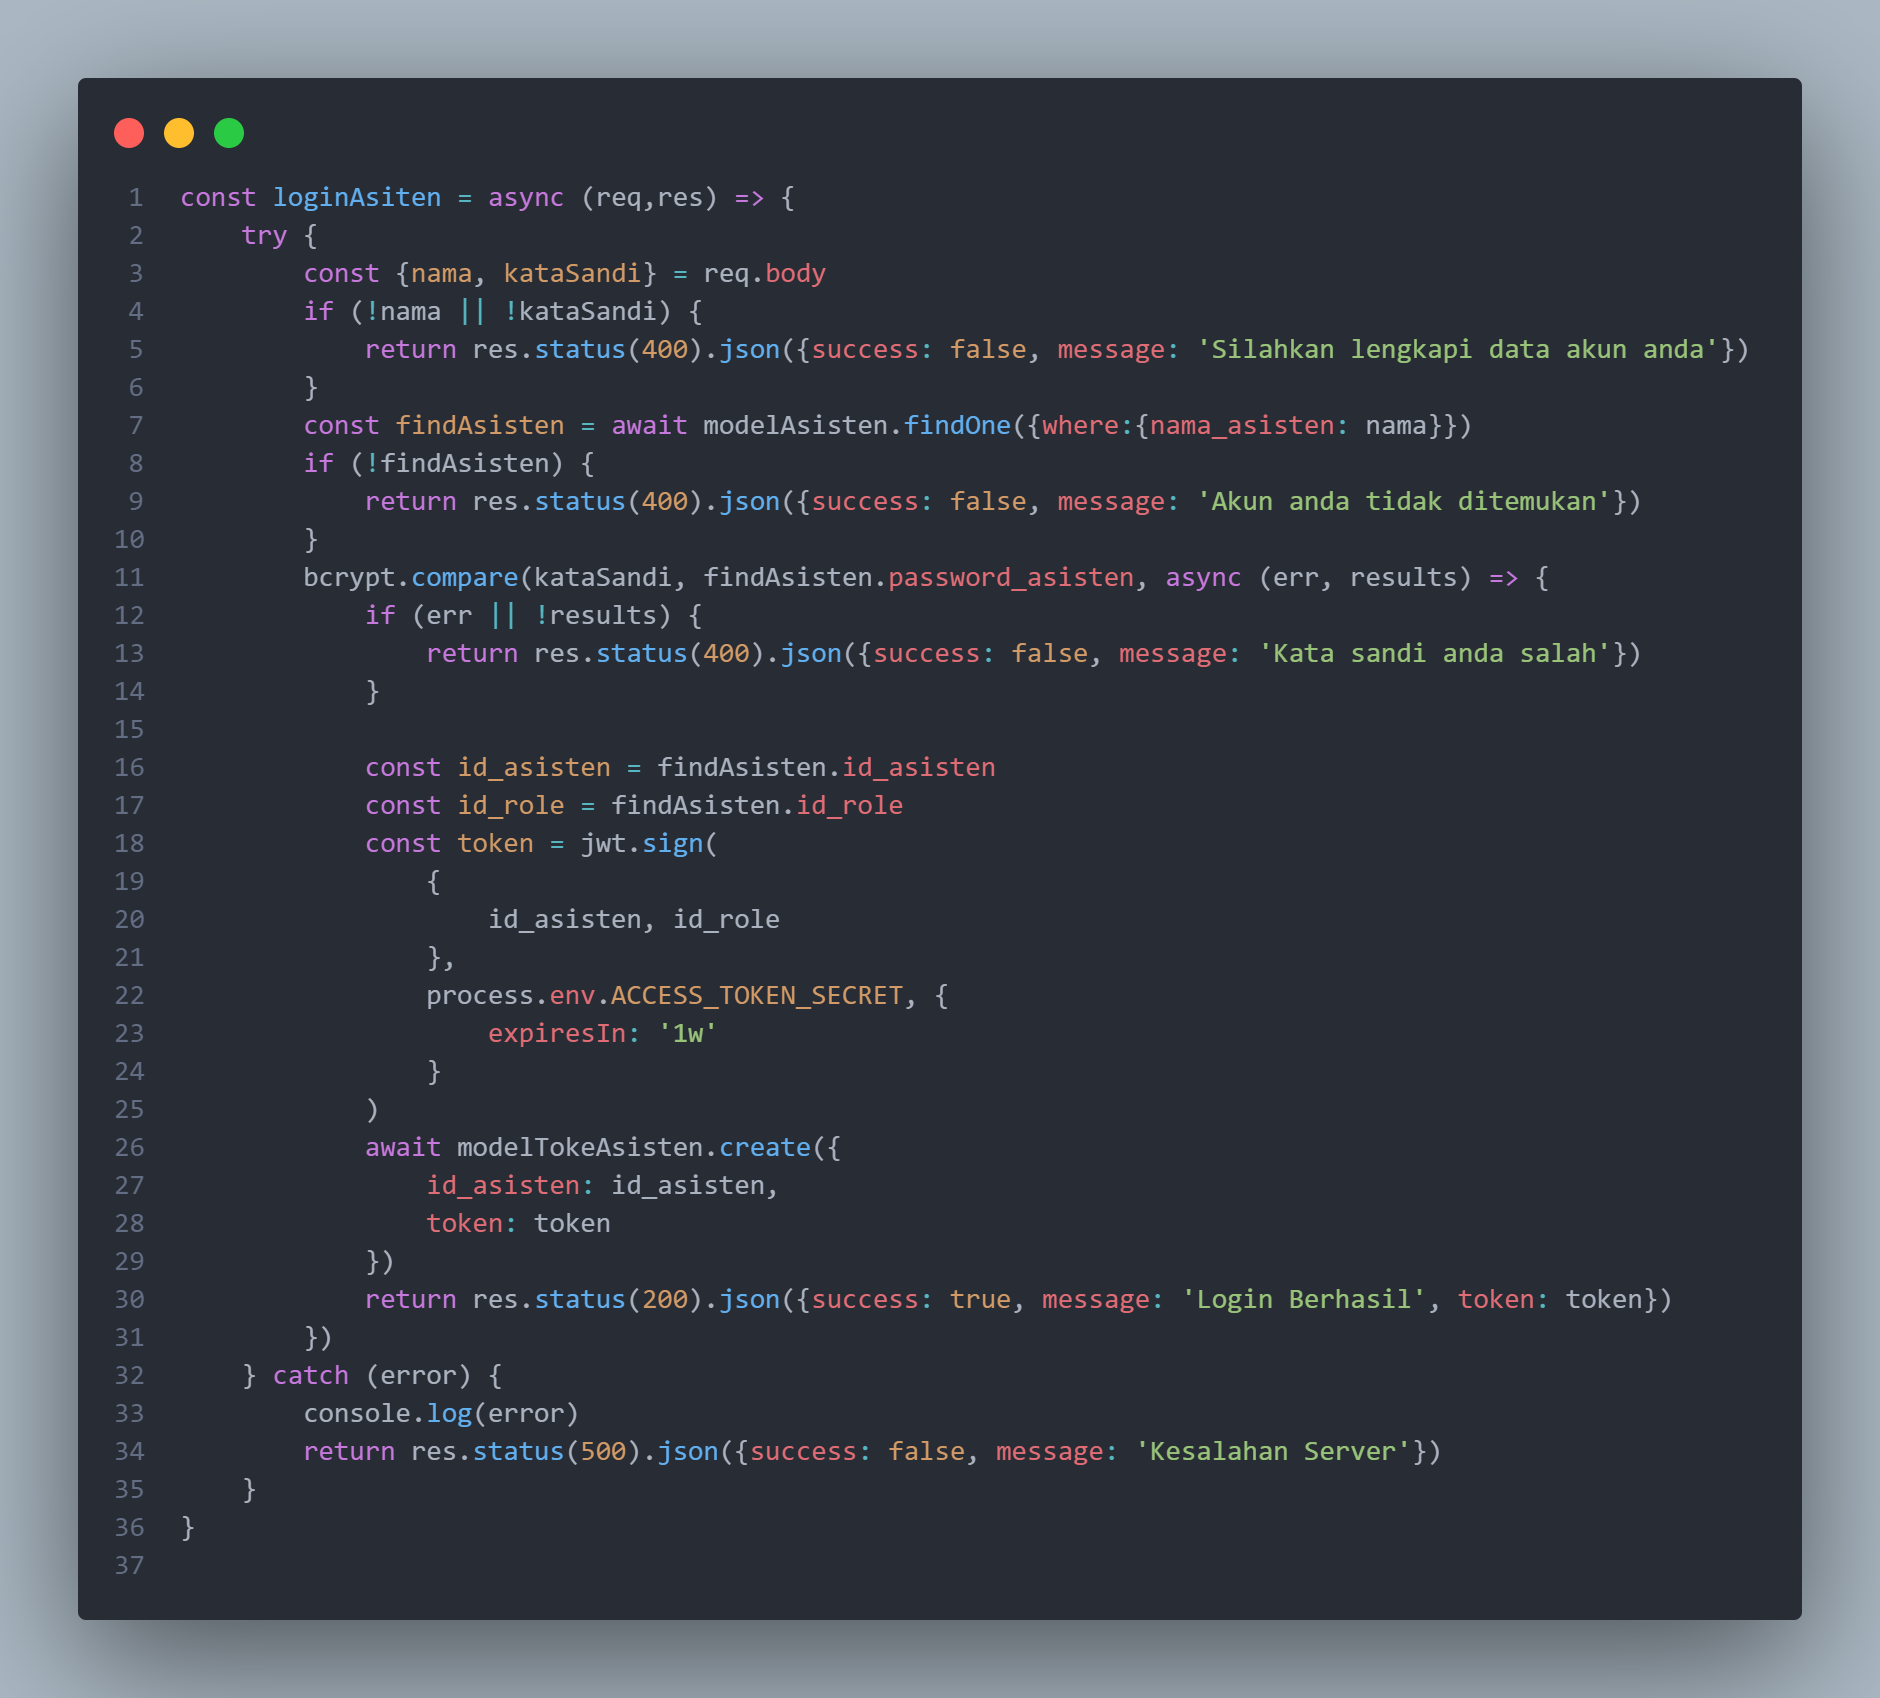 1 const loginAsiten = async (req,res) => {
2 try {
3 const {nama, kataSandi} = req.body
4 if (!nama || !kataSandi) {
5 return res.status(400).json({success: false, message: 'Silahkan lengkapi data akun anda'})
6 }
7 const findAsisten = await modelAsisten.findOne({where:{nama_asisten: nama}})
8 if (!findAsisten) {
9 return res.status(400).json({success: false, message: 'Akun anda tidak ditemukan'})
10 }
11 bcrypt.compare(kataSandi, findAsisten.password_asisten, async (err, results) => {
12 if (err || !results) {
13 return res.status(400).json({success: false, message: 'Kata sandi anda salah'})
14 }
15
16 const id_asisten = findAsisten.id_asisten
17 const id_role = findAsisten.id_role
18 const token = jwt.sign(
19 {
20 id_asisten, id_role
21 },
22 process.env.ACCESS_TOKEN_SECRET, {
23 expiresIn: '1w'
24 }
25 )
26 await modelTokeAsisten.create({
27 id_asisten: id_asisten,
28 token: token
29 })
30 return res.status(200).json({success: true, message: 'Login Berhasil', token: token})
31 })
32 } catch (error) {
33 console.log(error)
34 return res.status(500).json({success: false, message: 'Kesalahan Server'})
35 }
36 }
37